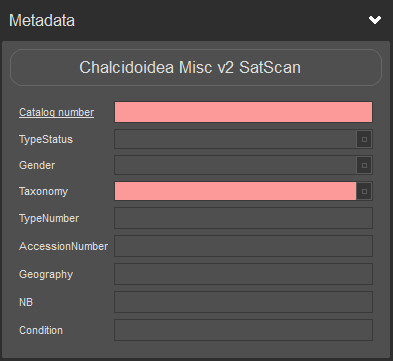 Metadata
Chalcidoidea Misc v2 SatScan
Catalog number
TypeStatus
Gender
Taxonomy
TypeNumber
AccessionNumber
Geography
NB
Condition